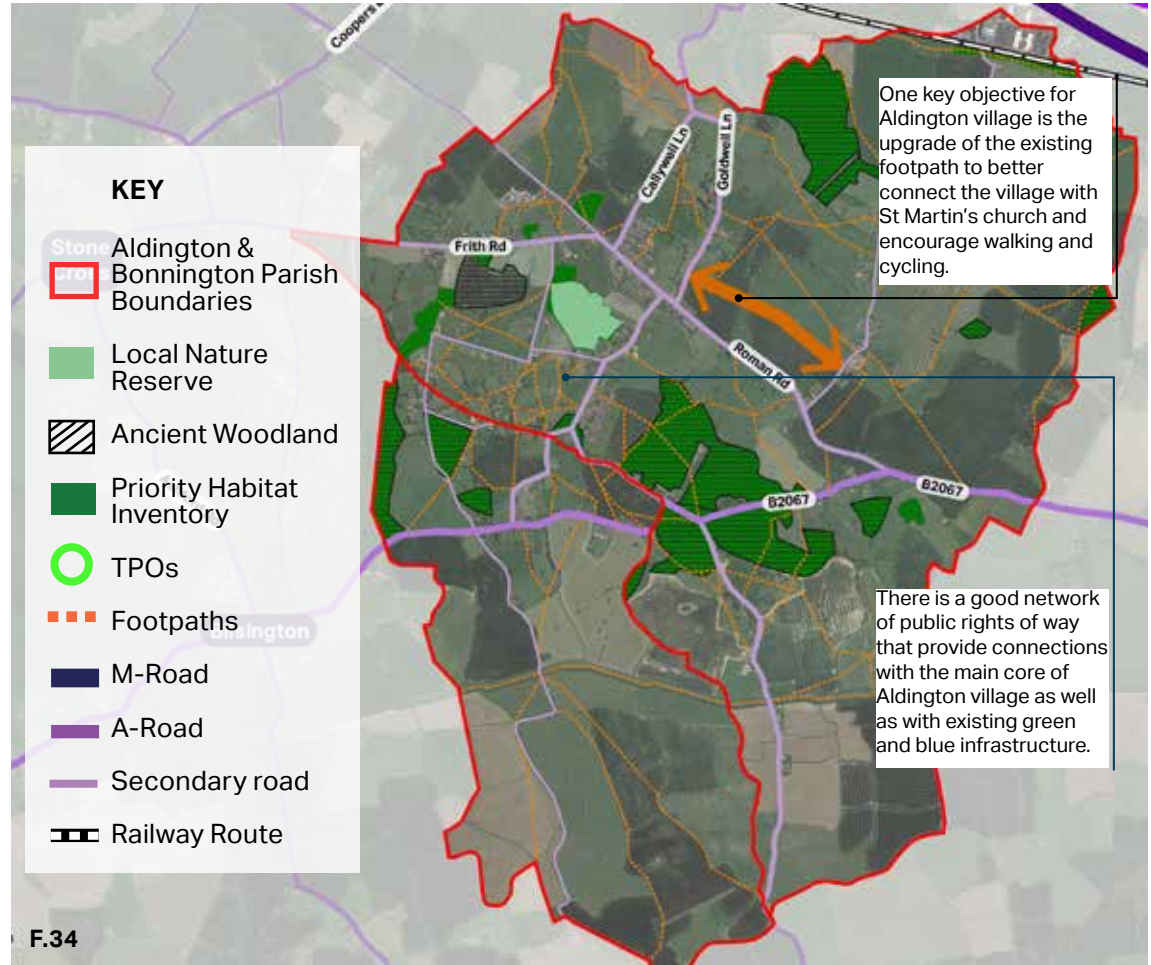 Coopers
KEY
Aldington &
Bonnington Parish
Boundaries
Local Nature
Reserve
Ancient Woodland
Priority Habitat
Inventory
TPOs
Footpaths
M-Road
A-Road
Secondary road
Railway Route
Stone
Cross
Bilsington
Frith Rd
Callywell Ln
Goldwell Ln
Roman Rd
B2067
B2067
One key objective for
Aldington village is the
upgrade of the existing
footpath to better
connect the village with
St Martin's church and
encourage walking and
cycling.
There is a good network
of public rights of way
that provide connections
with the main core of
Aldington village as well
as with existing green
and blue infrastructure.
F.34